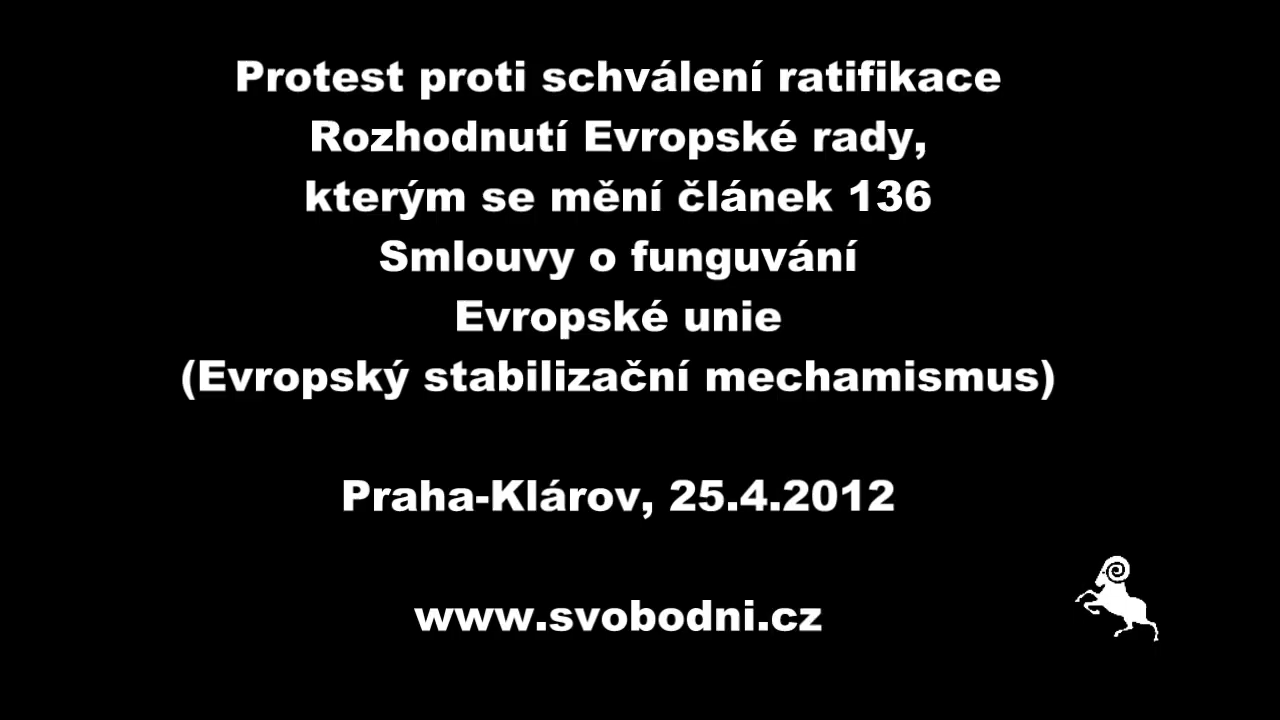 Protest proti schválení ratifikace
Rozhodnutí Evropské rady,
kterým se mění článek 136
Smlouvy o funguvání
Evropské unie
(Evropský stabilizační mechamismus)
Praha-Klárov, 25.4.2012
www.svobodni.cz